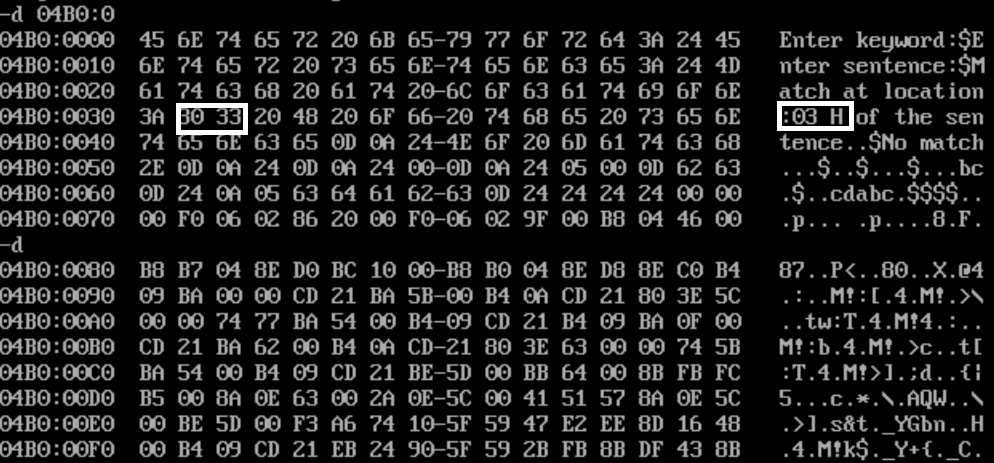 -d 04B0:0
04B0:0000 45 6E 74 65 72 20 6B 65-79 77 6F 72 64 3A 24 45 Enter keyword:$E
04B0:0010 6E 74 65 72 20 73 65 6E-74 65 6E 63 65 3A 24 4D nter sentence:$M
04B0:0020 61 74 63 68 20 61 74 20-6C 6F 63 61 74 69 6F 6E atch at location
04B0:0030 3A 30 33 20 48 20 6F 66-20 74 68 65 20 73 65 6E :03 H of the sen
04B0:0040 74 65 6E 63 65 0D 0A 24-4E 6F 20 6D 61 74 63 68 tence..$No match
04B0:0050 2E 0D 0A 24 0D 0A 24 00-0D 0A 24 05 00 0D 62 63 ...$..$...$...bc
04B0:0060 0D 24 0A 05 63 64 61 62-63 0D 24 24 24 24 00 00 .$..cdabc.$$$$..
04B0:0070 00 F0 06 02 86 20 00 F0-06 02 9F 00 B8 04 46 00 .p... .p....8.F.
-d
04B0:0080 B8 B7 04 8E D0 BC 10 00-B8 B0 04 8E D8 8E C0 B4 87..P<..80..X.@4
04B0:0090 09 BA 00 00 CD 21 BA 5B-00 B4 0A CD 21 80 3E 5C .:..M!:[.4.M!.>\
04B0:00A0 00 00 74 77 BA 54 00 B4-09 CD 21 B4 09 BA 0F 00 ..tw:T.4.M!4.:..
04B0:00B0 CD 21 BA 62 00 B4 0A CD-21 80 3E 63 00 00 74 5B M!:b.4.M!.>c..t[
04B0:00C0 BA 54 00 B4 09 CD 21 BE-5D 00 BB 64 00 8B FB FC :T.4.M!>].;d..{|
04B0:00D0 B5 00 8A 0E 63 00 2A 0E-5C 00 41 51 57 8A 0E 5C 5...c.*.\.AQW..\
04B0:00E0 00 BE 5D 00 F3 A6 74 10-5F 59 47 E2 EE 8D 16 48 .>].s&t._YGbn..H
04B0:00F0 00 B4 09 CD 21 EB 24 90-5F 59 2B FB 8B DF 43 8B .4.M!k$._Y+{._C.